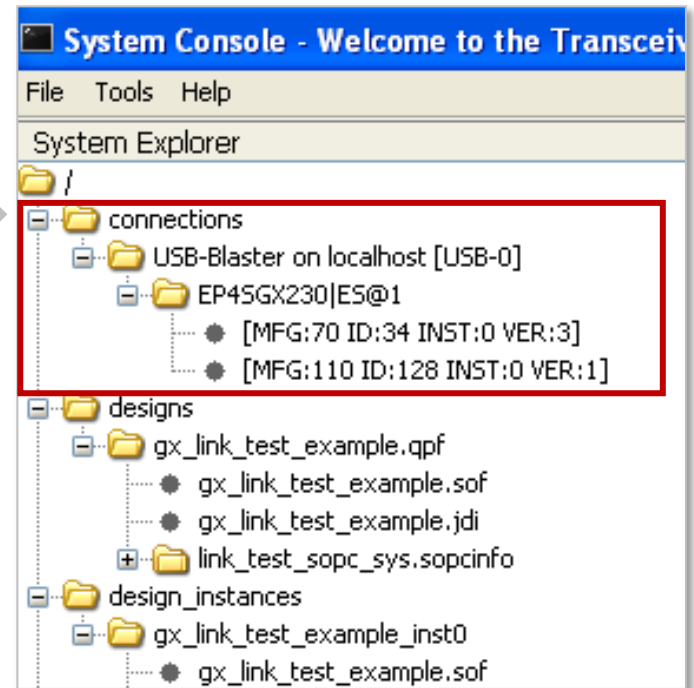 System Console - Welcome to the Transceiv
File Tools Help
System Explorer
/
connections
USB-Blaster on localhost [USB-0]
EP4SGX230|ES@1
[MFG:70 ID:34 INST:0 VER:3]
[MFG:110 ID:128 INST:0 VER:1]
designs
gx_link_test_example.qpf
gx_link_test_example.sof
gx_link_test_example.jdi
link_test_sopc_sys.sopcinfo
design_instances
gx_link_test_example_inst0
gx_link_test_example.sof